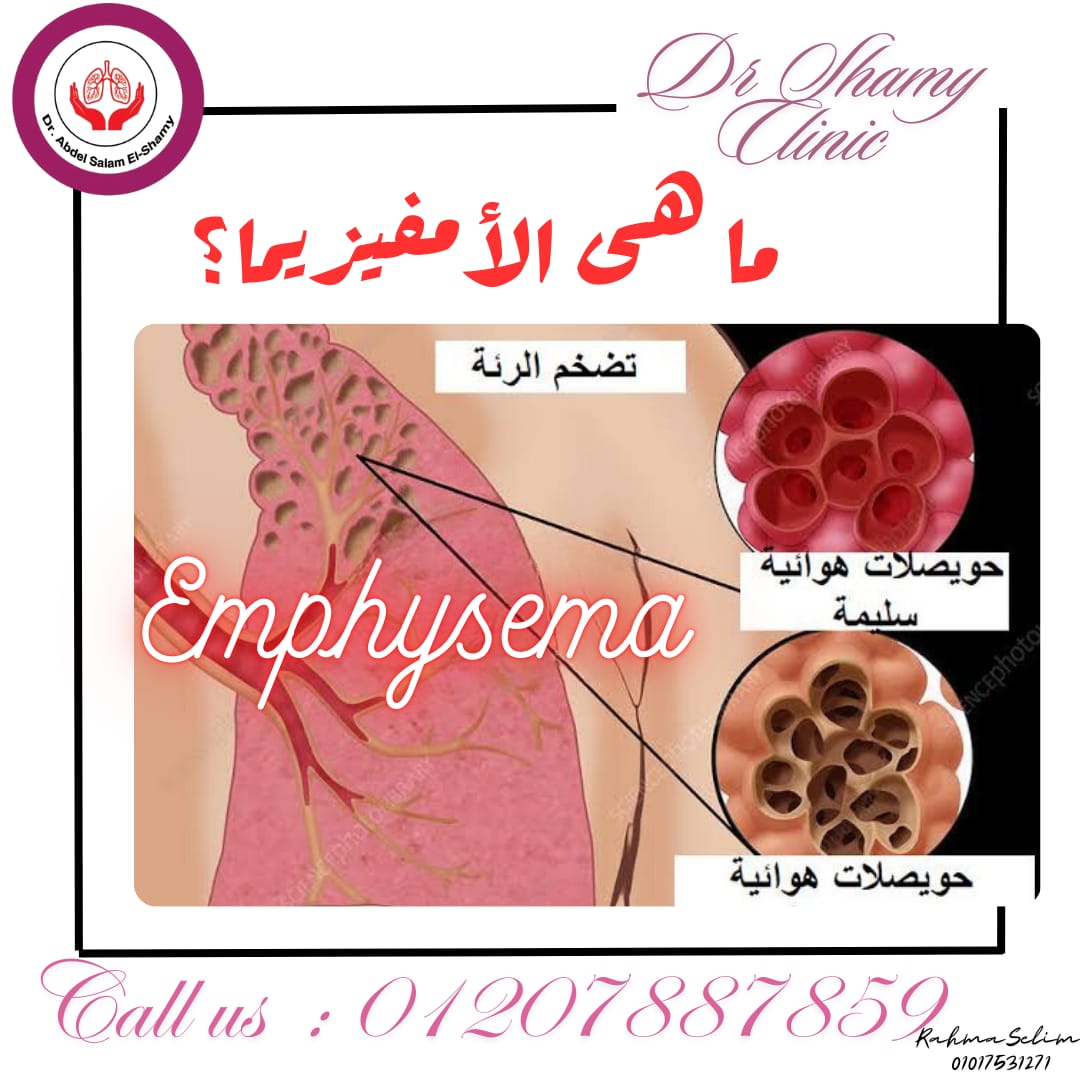 Dr. Abdel Salam El-Shamy
Dr Shamy
Clinic
ما هى الأمفيزيما؟
تضخم الرئة
حويصلات هوائية
سليمة
Emphysema
حويصلات هوائية
Call us : 01207887859
Rahma Selim
01017531271